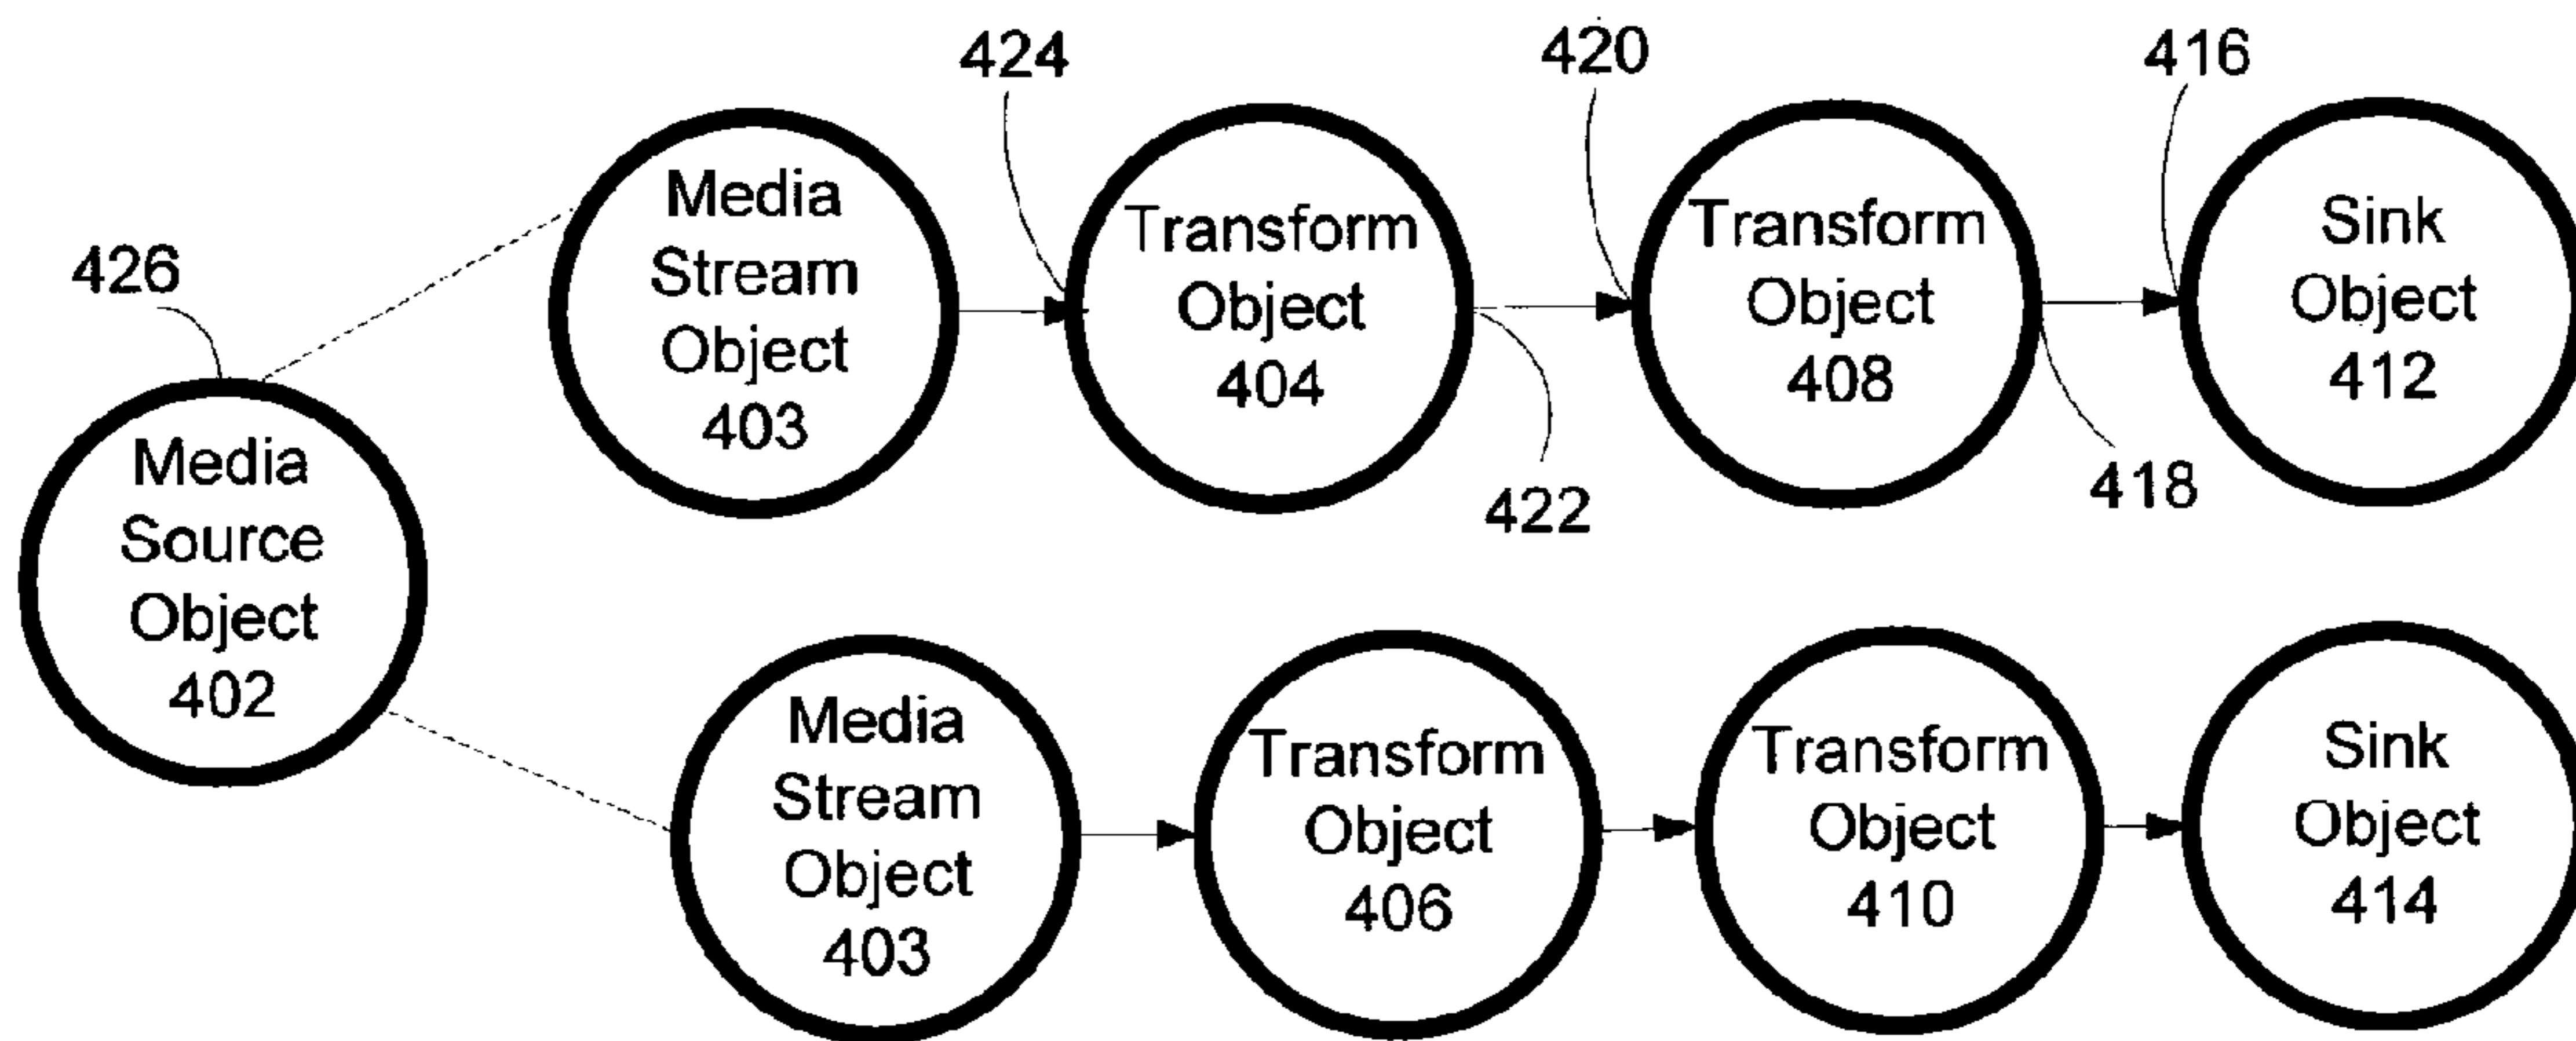 424
420
416
426
Media
Stream
Object
403
Transform
Object
404
Transform
Object
408
Sink
Object
412
422
418
Media
Source
Object
402
Media
Stream
Object
403
Transform
Object
406
Transform
Object
410
Sink
Object
414